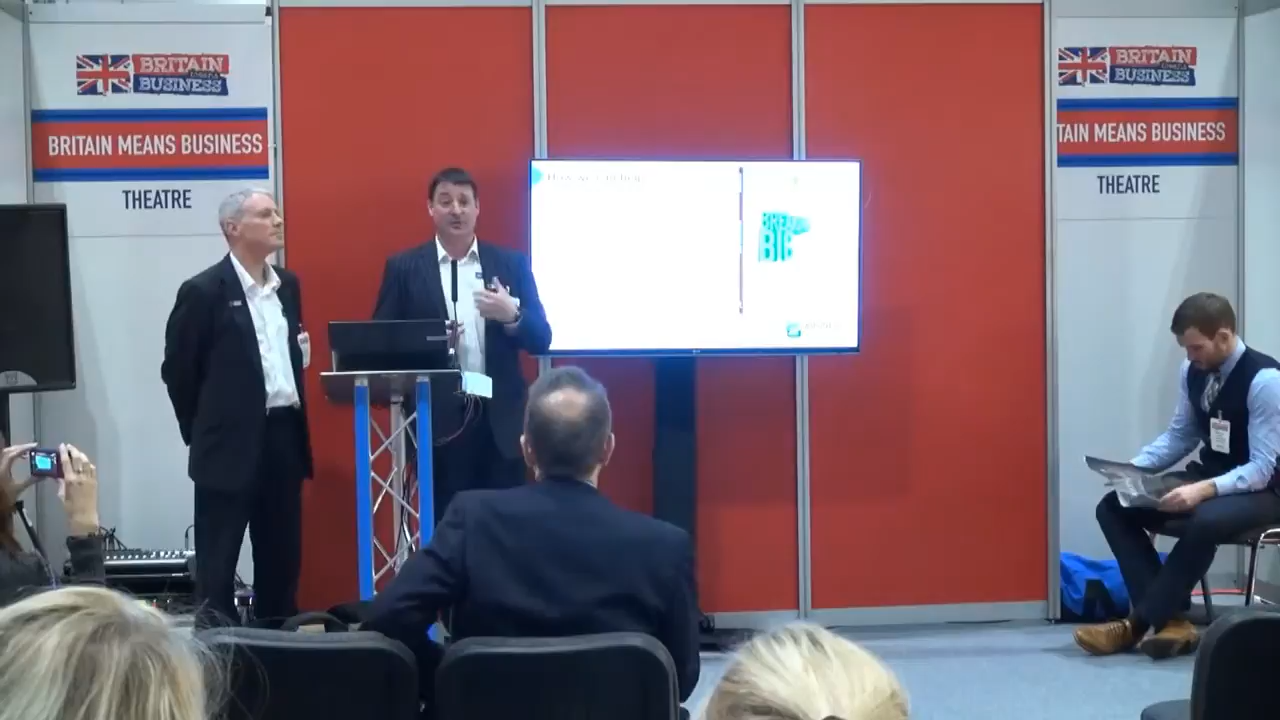 BRITAIN
BUSINESS
BRITAIN MEANS BUSINESS
THEATRE
BRITAIN
BUSINESS
TAIN MEANS BUSINESS
THEATRE
BIG